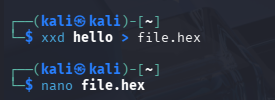 ┌──(kali㉿kali)-[~]
└─$ xxd hello > file.hex
┌──(kali㉿kali)-[~]
└─$ nano file.hex